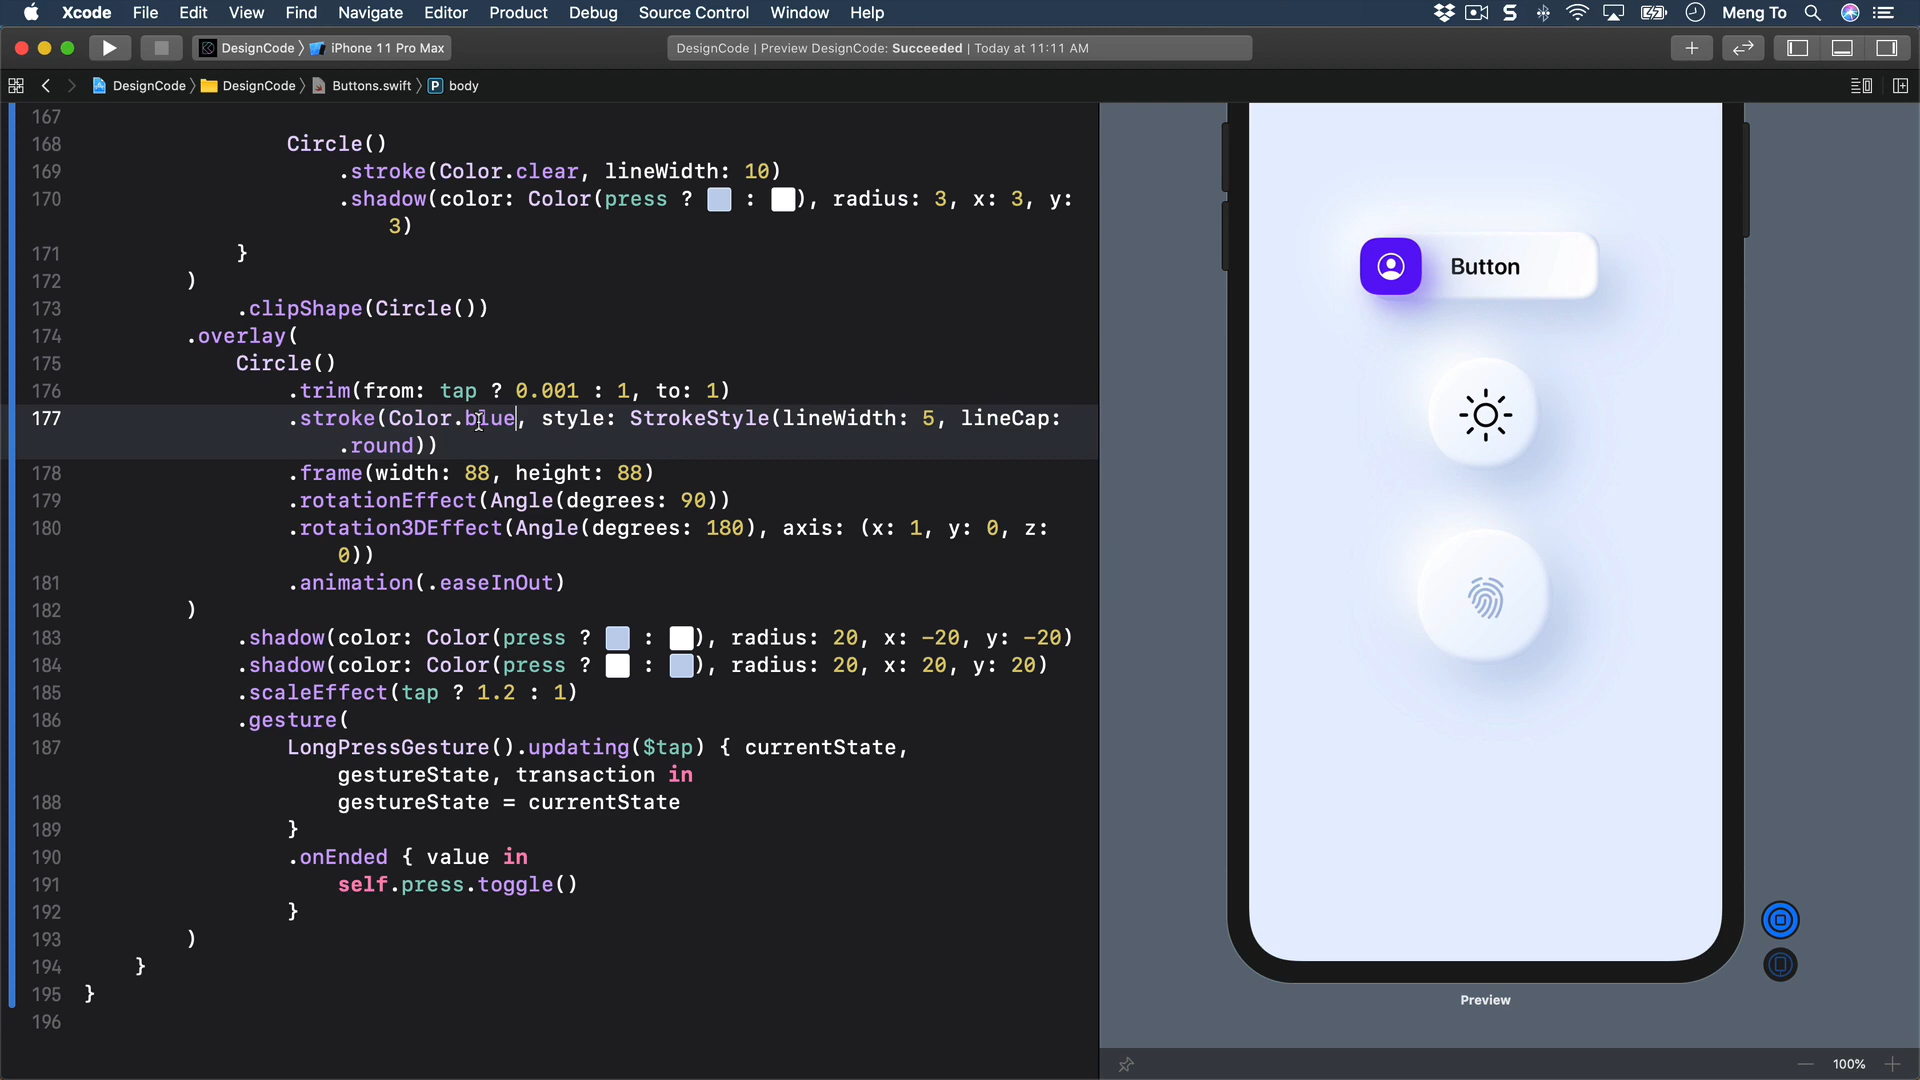 Xcode File Edit View Find Navigate Editor Product Debug Source Control Window Help Meng To
DesignCode 〉 iPhone 11 Pro Max
DesignCode | Preview DesignCode: Succeeded | Today at 11:11 AM
DesignCode 〉 DesignCode 〉 Buttons.swift 〉 P body
167
168 Circle()
169 .stroke(Color.clear, lineWidth: 10)
170 .shadow(color: Color(press ? : ), radius: 3, x: 3, y:
3)
171 }
172 )
173 .clipShape(Circle())
174 .overlay(
175 Circle()
176 .trim(from: tap ? 0.001 : 1, to: 1)
177 .stroke(Color.blue, style: StrokeStyle(lineWidth: 5, lineCap:
.round))
178 .frame(width: 88, height: 88)
179 .rotationEffect(Angle(degrees: 90))
180 .rotation3DEffect(Angle(degrees: 180), axis: (x: 1, y: 0, z:
0))
181 .animation(.easeInOut)
182 )
183 .shadow(color: Color(press ? : ), radius: 20, x: -20, y: -20)
184 .shadow(color: Color(press ? : ), radius: 20, x: 20, y: 20)
185 .scaleEffect(tap ? 1.2 : 1)
186 .gesture(
187 LongPressGesture().updating($tap) { currentState,
gestureState, transaction in
188 gestureState = currentState
189 }
190 .onEnded { value in
191 self.press.toggle()
192 }
193 )
194 }
195 }
196
Button
Preview
100%